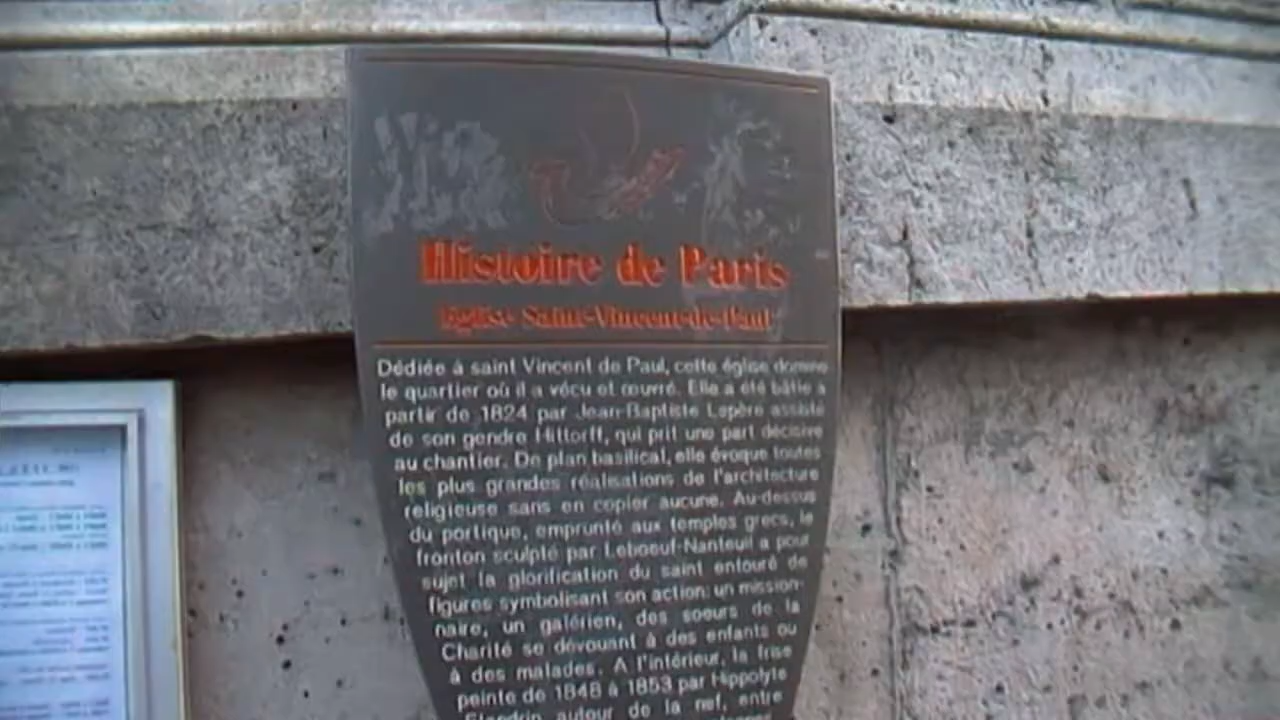 Histoire de Paris
Eglise Saint-Vincent-de-Paul
Dédiée à saint Vincent de Paul, cette église domine
le quartier où il a vécu et œuvré. Elle a été bâtie à
partir de 1824 par Jean-Baptiste Lepère assisté
de son gendre Hittorff, qui prit une part décisive
au chantier. De plan basilical, elle évoque toutes
les plus grandes réalisations de l'architecture
religieuse sans en copier aucune. Au-dessus
du portique, emprunté aux temples grecs, le
fronton sculpté par Leboeuf-Nanteuil a pour
sujet la glorification du saint entouré de
figures symbolisant son action: un mission-
naire, un galérien, des soeurs de la
Charité se dévouant à des enfants ou
à des malades. A l'intérieur, la frise
peinte de 1848 à 1853 par Hippolyte
Flandrin autour de la nef, entre